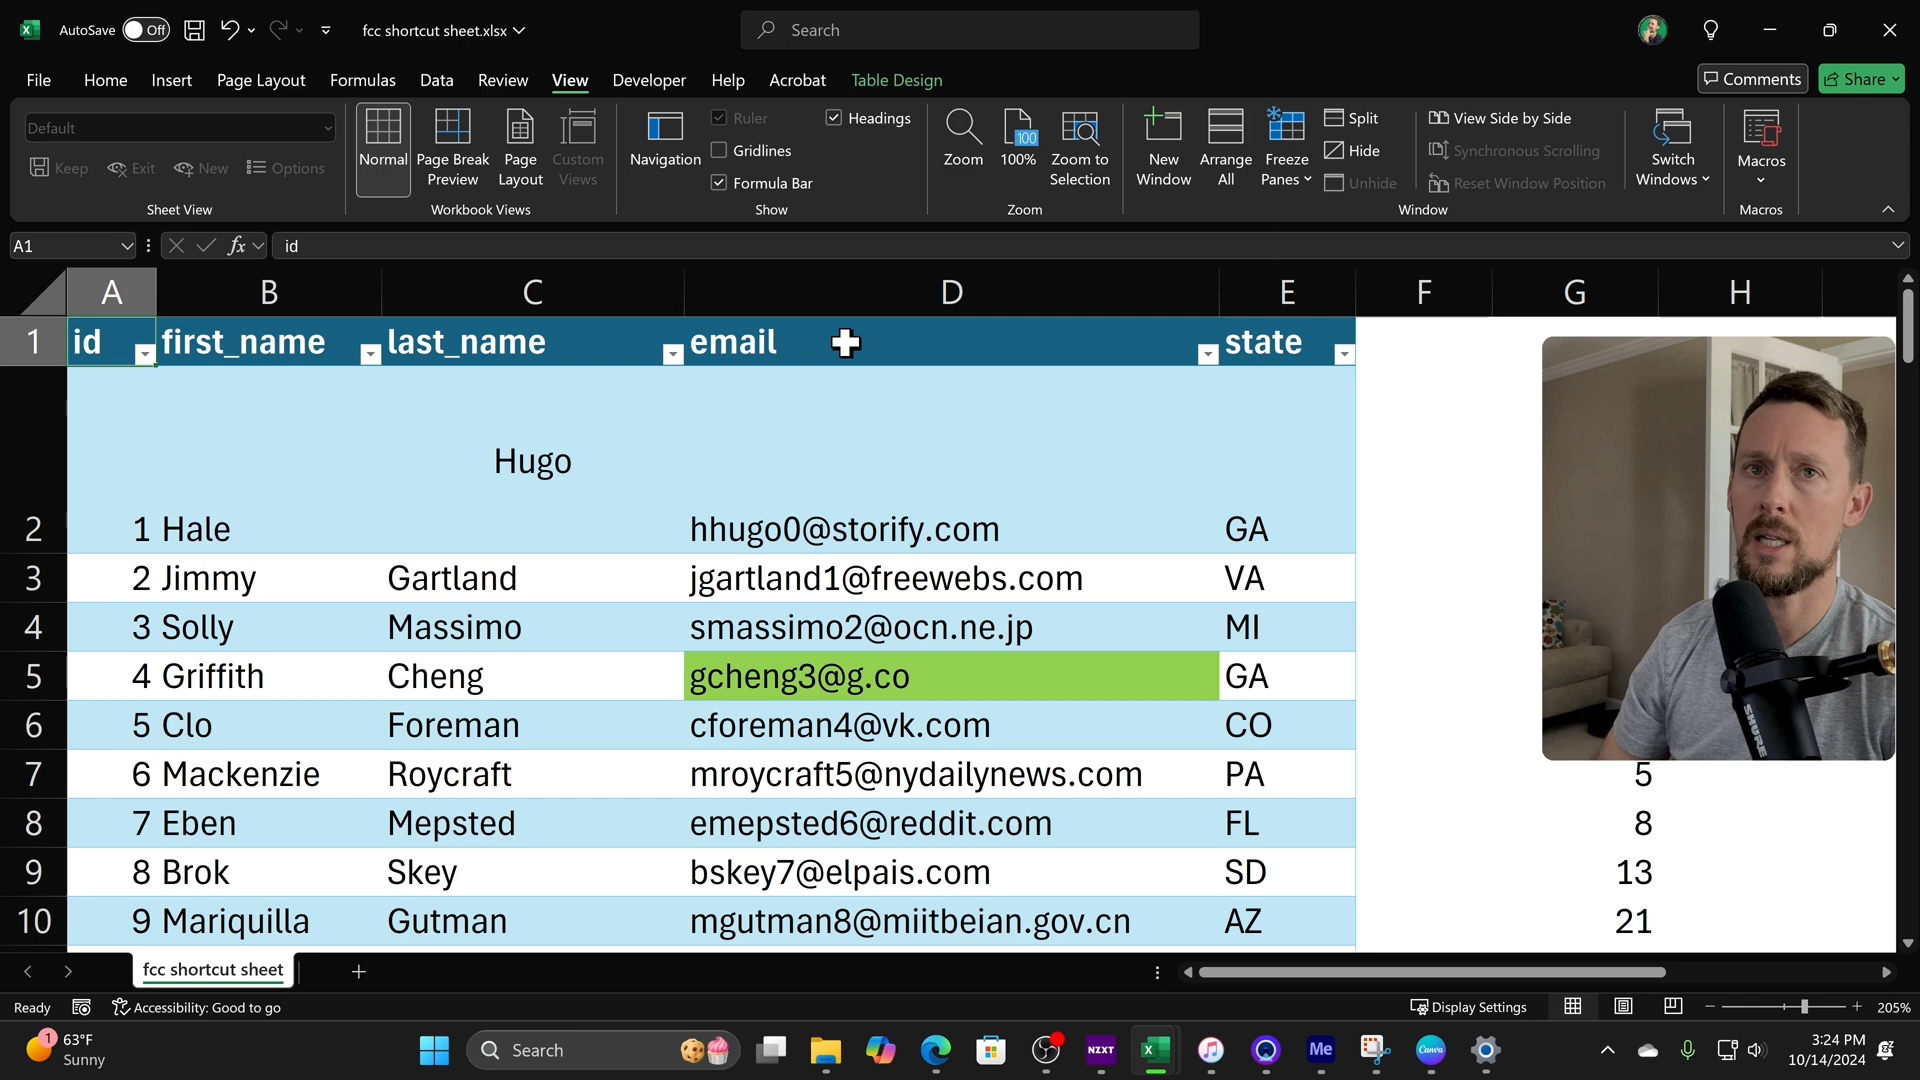 AutoSave Off fcc shortcut sheet.xlsx Search
File Home Insert Page Layout Formulas Data Review View Developer Help Acrobat Table Design Comments Share
Default
Keep Exit New Options
Sheet View
Normal
Page Break Preview
Page Layout
Custom Views
Workbook Views
Navigation
Ruler
Gridlines
Formula Bar
Headings
Show
Zoom
100
100%
Zoom to Selection
Zoom
New Window
Arrange All
Freeze Panes
Split
Hide
Unhide
View Side by Side
Synchronous Scrolling
Reset Window Position
Switch Windows
Window
Macros
Macros
A1 fx id
A B C D E F G H
1 id first_name last_name email state
Hugo
2 1 Hale hhugo0@storify.com GA
3 2 Jimmy Gartland jgartland1@freewebs.com VA
4 3 Solly Massimo smassimo2@ocn.ne.jp MI
5 4 Griffith Cheng gcheng3@g.co GA
6 5 Clo Foreman cforeman4@vk.com CO
7 6 Mackenzie Roycraft mroycraft5@nydailynews.com PA 5
8 7 Eben Mepsted emepsted6@reddit.com FL 8
9 8 Brok Skey bskey7@elpais.com SD 13
10 9 Mariquilla Gutman mgutman8@miitbeian.gov.cn AZ 21
SHURE
fcc shortcut sheet
Ready Accessibility: Good to go Display Settings 205%
1 63°F
Sunny
Search
NZXT
Me
Canva
3:24 PM
10/14/2024